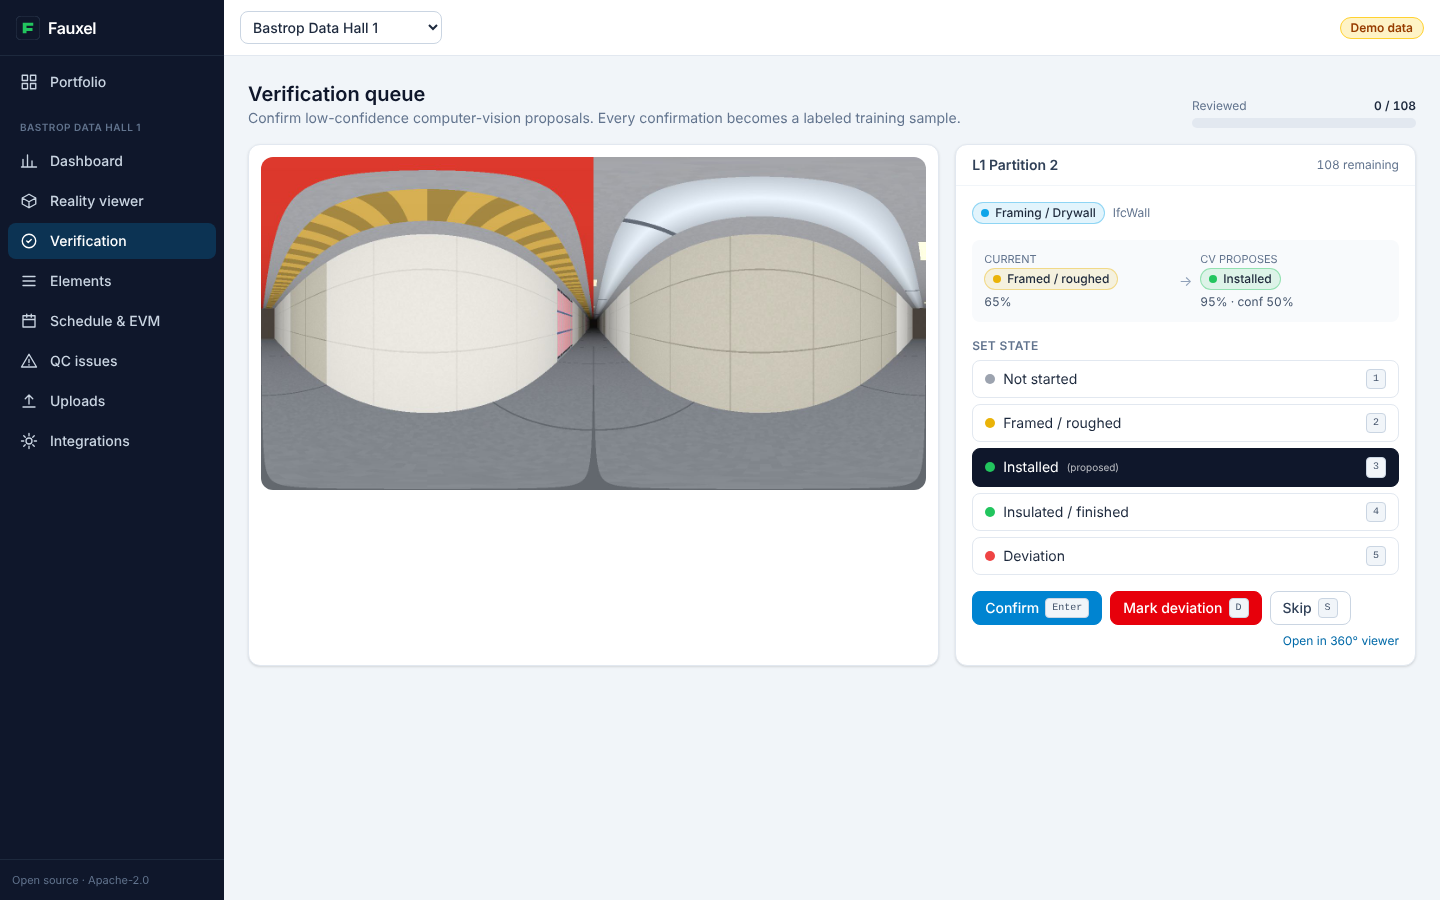 Fauxel
Portfolio
BASTROP DATA HALL 1
Dashboard
Reality viewer
Verification
Elements
Schedule & EVM
QC issues
Uploads
Integrations
Open source · Apache-2.0
Bastrop Data Hall 1
Demo data
Verification queue
Confirm low-confidence computer-vision proposals. Every confirmation becomes a labeled training sample.
Reviewed 0 / 108
L1 Partition 2 108 remaining
Framing / Drywall IfcWall
CURRENT
Framed / roughed
65%
→
CV PROPOSES
Installed
95% · conf 50%
SET STATE
Not started 1
Framed / roughed 2
Installed (proposed) 3
Insulated / finished 4
Deviation 5
Confirm Enter Mark deviation D Skip S
Open in 360° viewer